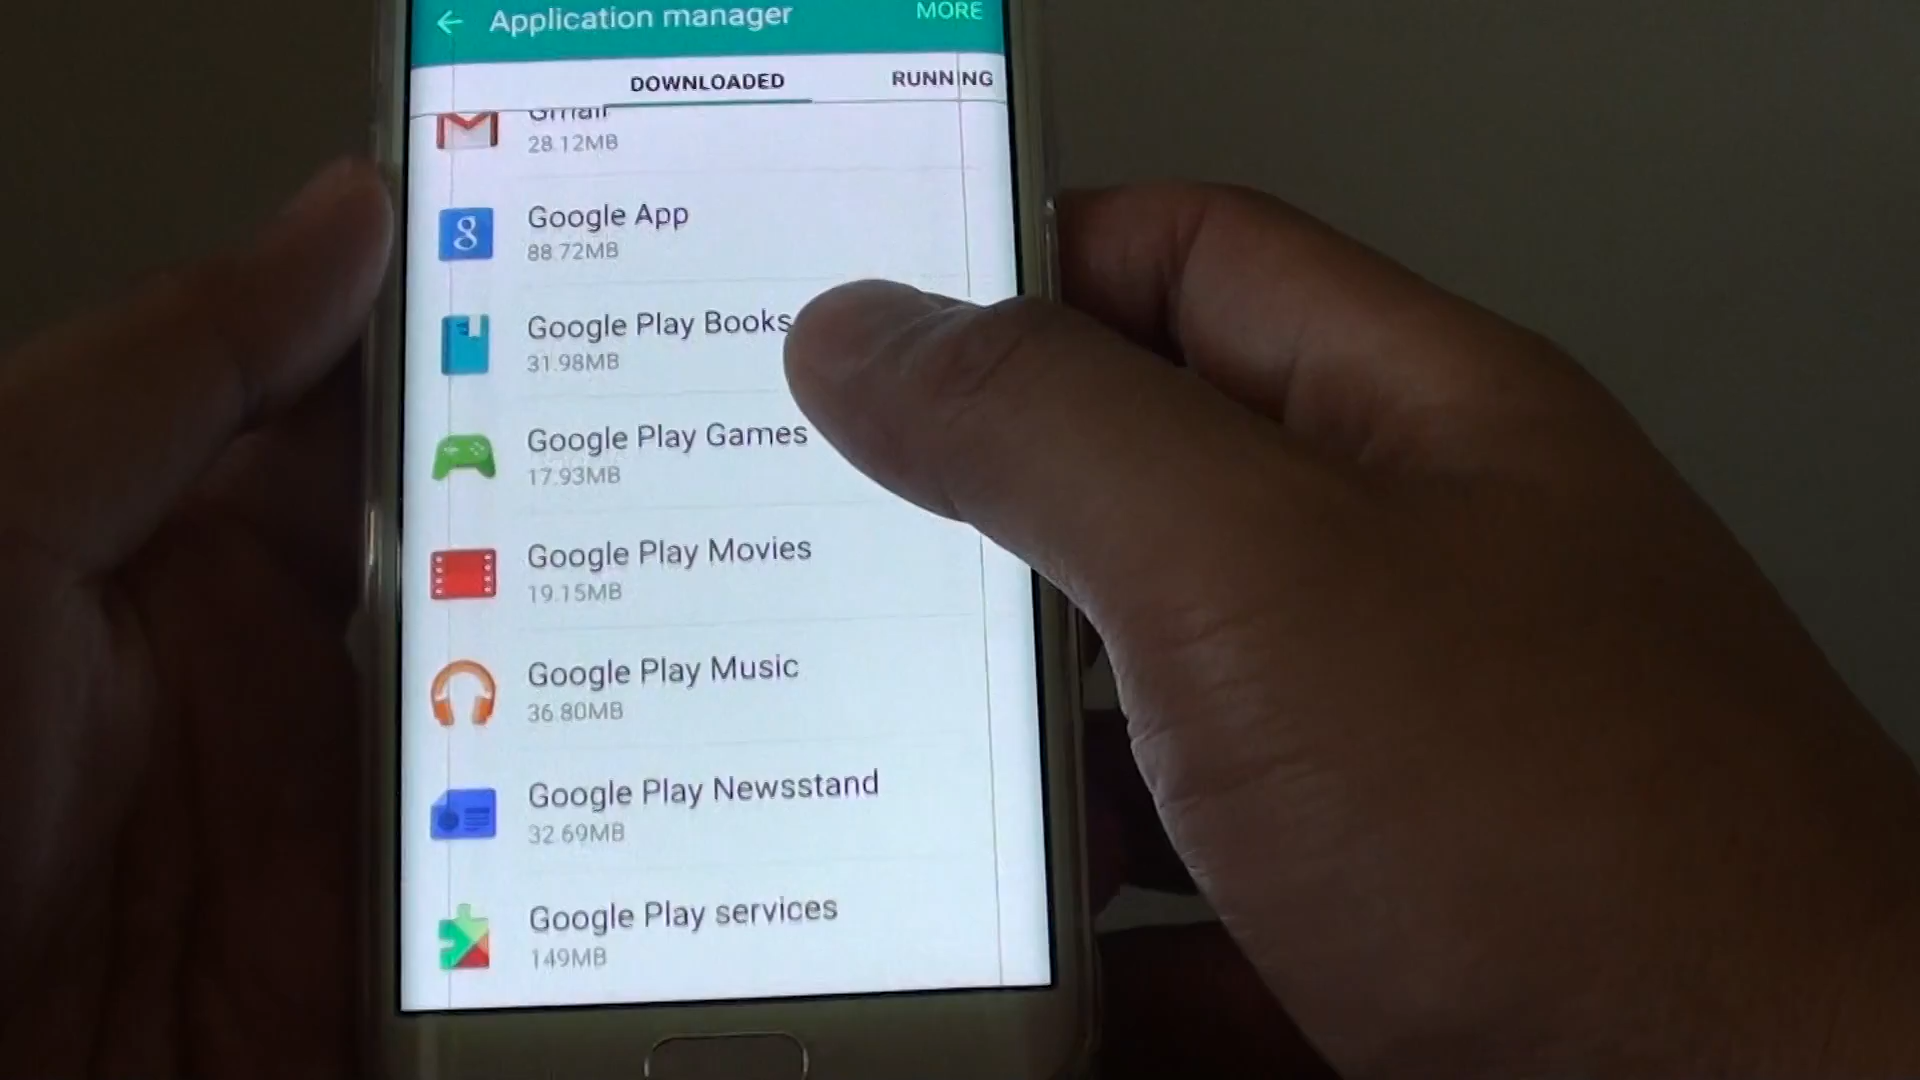 Application manager
MORE
DOWNLOADED
RUNNING
Gmail
28.12MB
Google App
88.72MB
Google Play Books
31.98MB
Google Play Games
17.93MB
Google Play Movies
19.15MB
Google Play Music
36.80MB
Google Play Newsstand
32.69MB
Google Play services
149MB